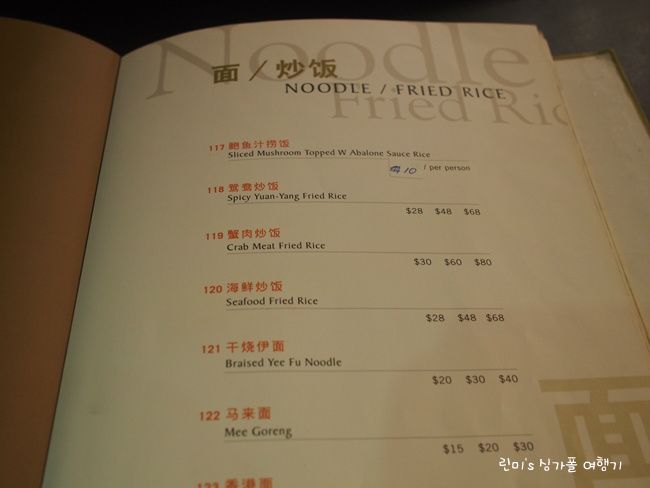 Noodle
Fried Ric
面 / 炒饭
NOODLE / FRIED RICE
117 鲍鱼汁捞饭
Sliced Mushroom Topped W Abalone Sauce Rice
$10 / per person
118 鸳鸯炒饭
Spicy Yuan-Yang Fried Rice
$28 $48 $68
119 蟹肉炒饭
Crab Meat Fried Rice
$30 $60 $80
120 海鲜炒饭
Seafood Fried Rice
$28 $48 $68
121 干烧伊面
Braised Yee Fu Noodle
$20 $30 $40
122 马来面
Mee Goreng
$15 $20 $30
123 香港面
面
린미's 싱가폴 여행기